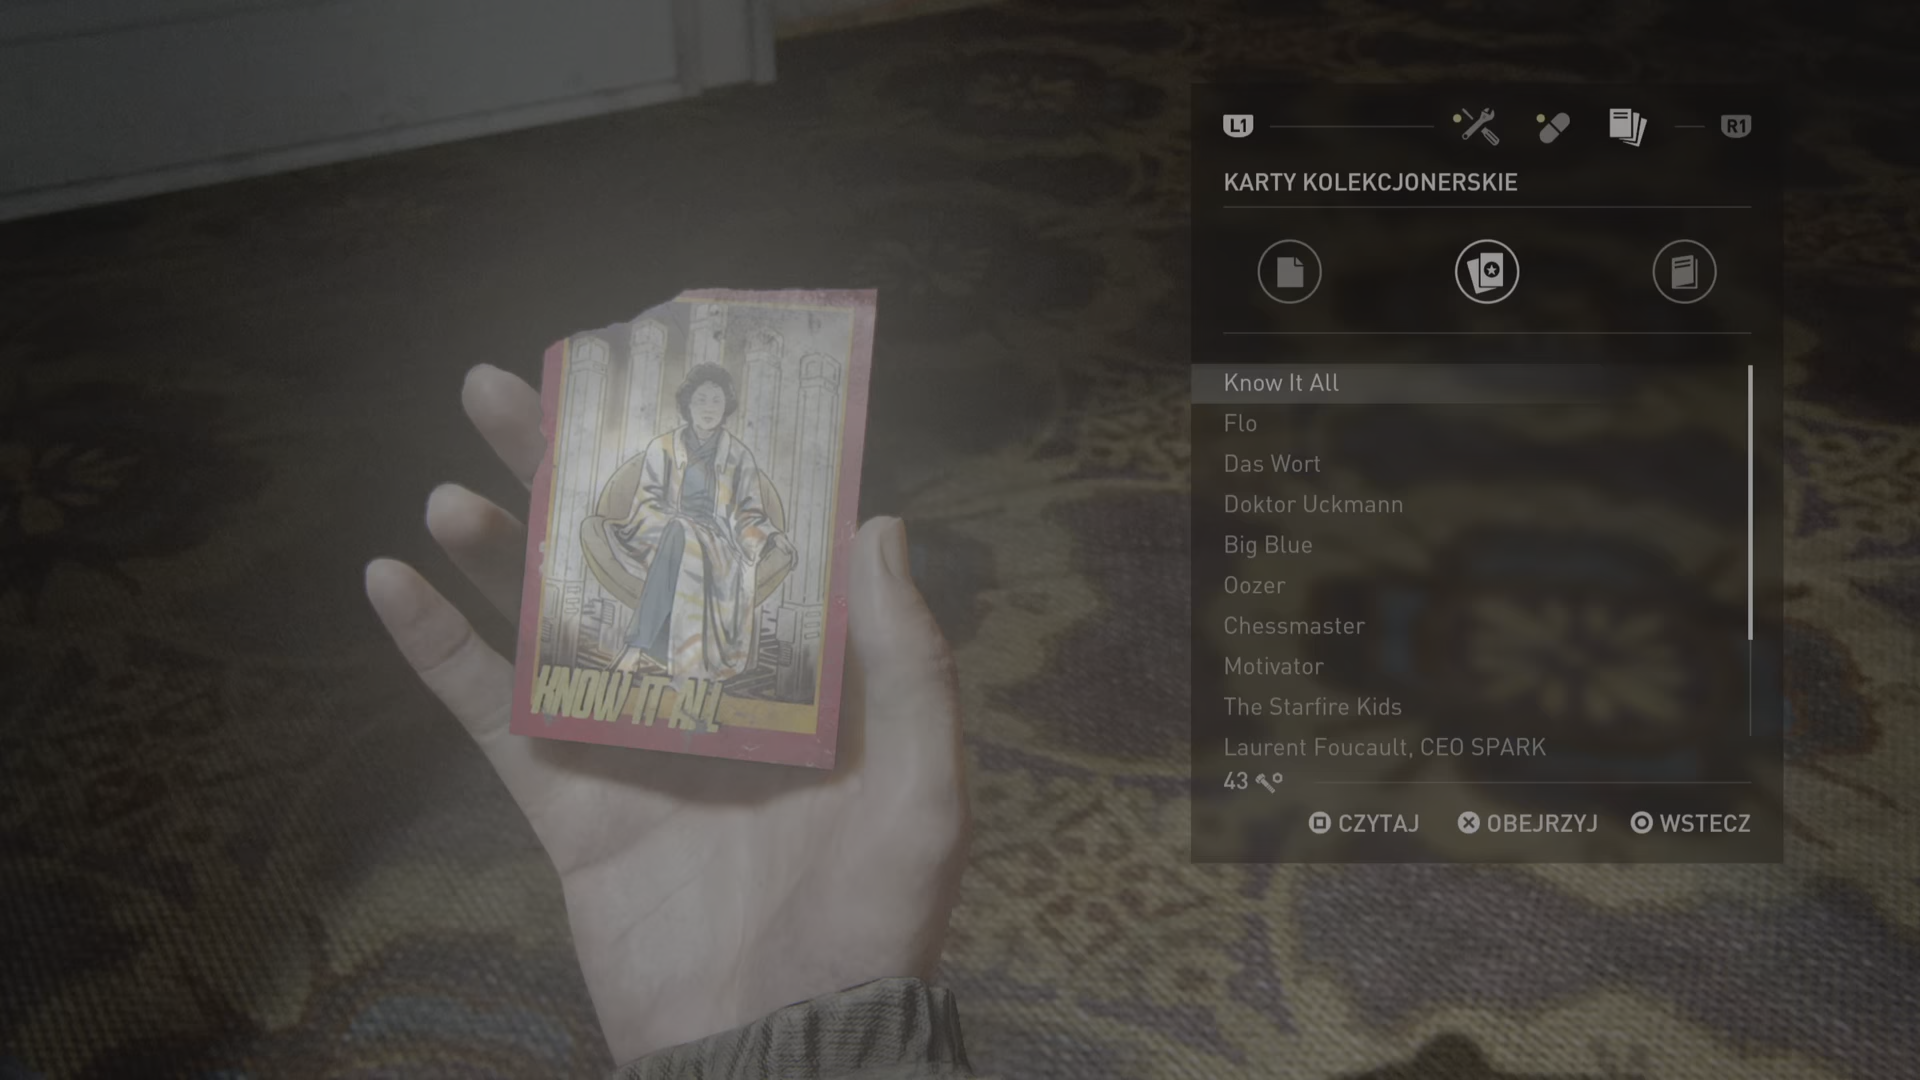 L1
R1
KARTY KOLEKCJONERSKIE
Know It All
Flo
Das Wort
Doktor Uckmann
Big Blue
Oozer
Chessmaster
Motivator
The Starfire Kids
Laurent Foucault, CEO SPARK
43
CZYTAJ OBEJRZYJ WSTECZ
KNOW IT ALL